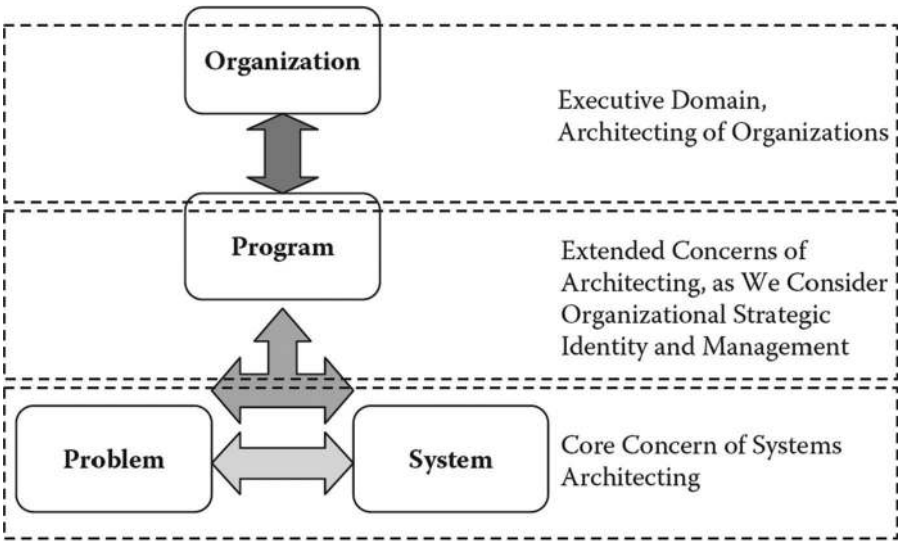 Organization
Executive Domain,
Architecting of Organizations
Program
Extended Concerns of
Architecting, as We Consider
Organizational Strategic
Identity and Management
Problem
System
Core Concern of Systems
Architecting